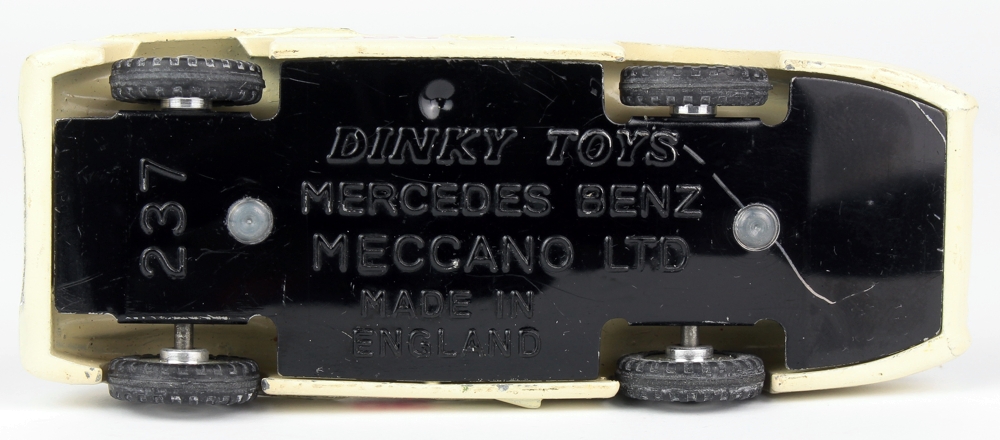 DINKY TOYS
MERCEDES BENZ
MECCANO LTD
MADE IN
ENGLAND
237